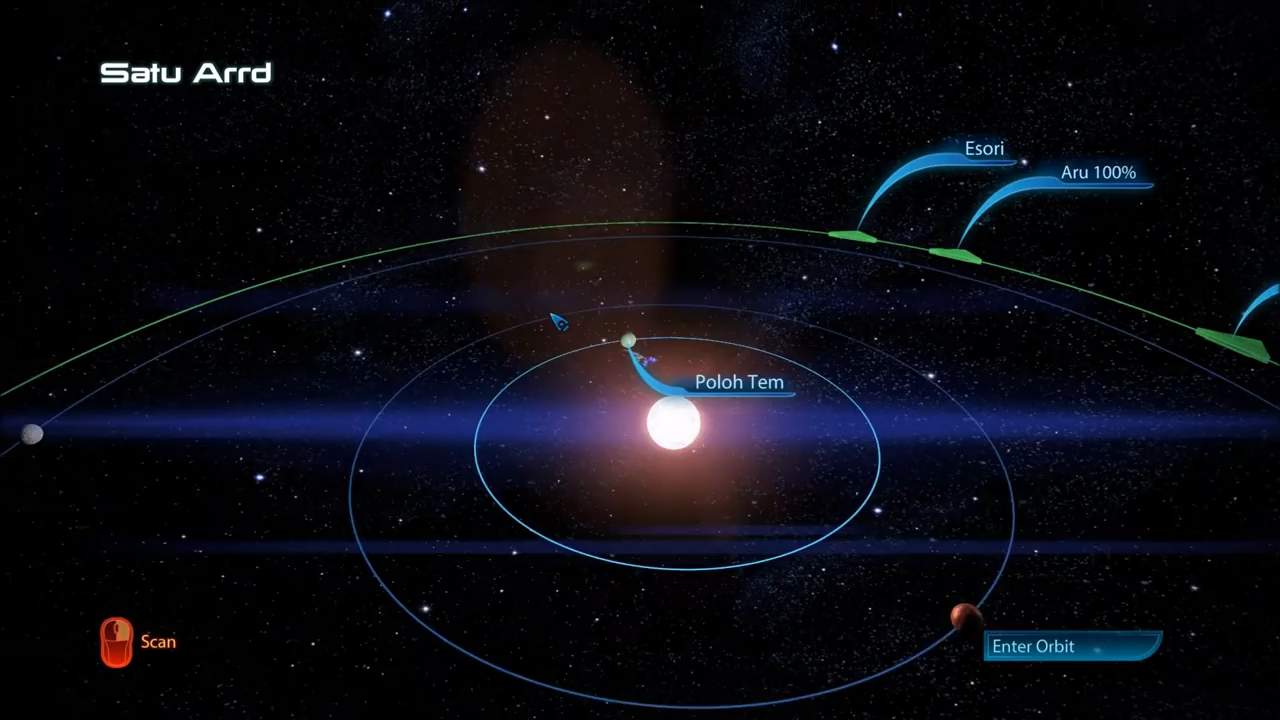 Satu Arrd
Esori
Aru 100%
Poloh Tem
Scan
Enter Orbit